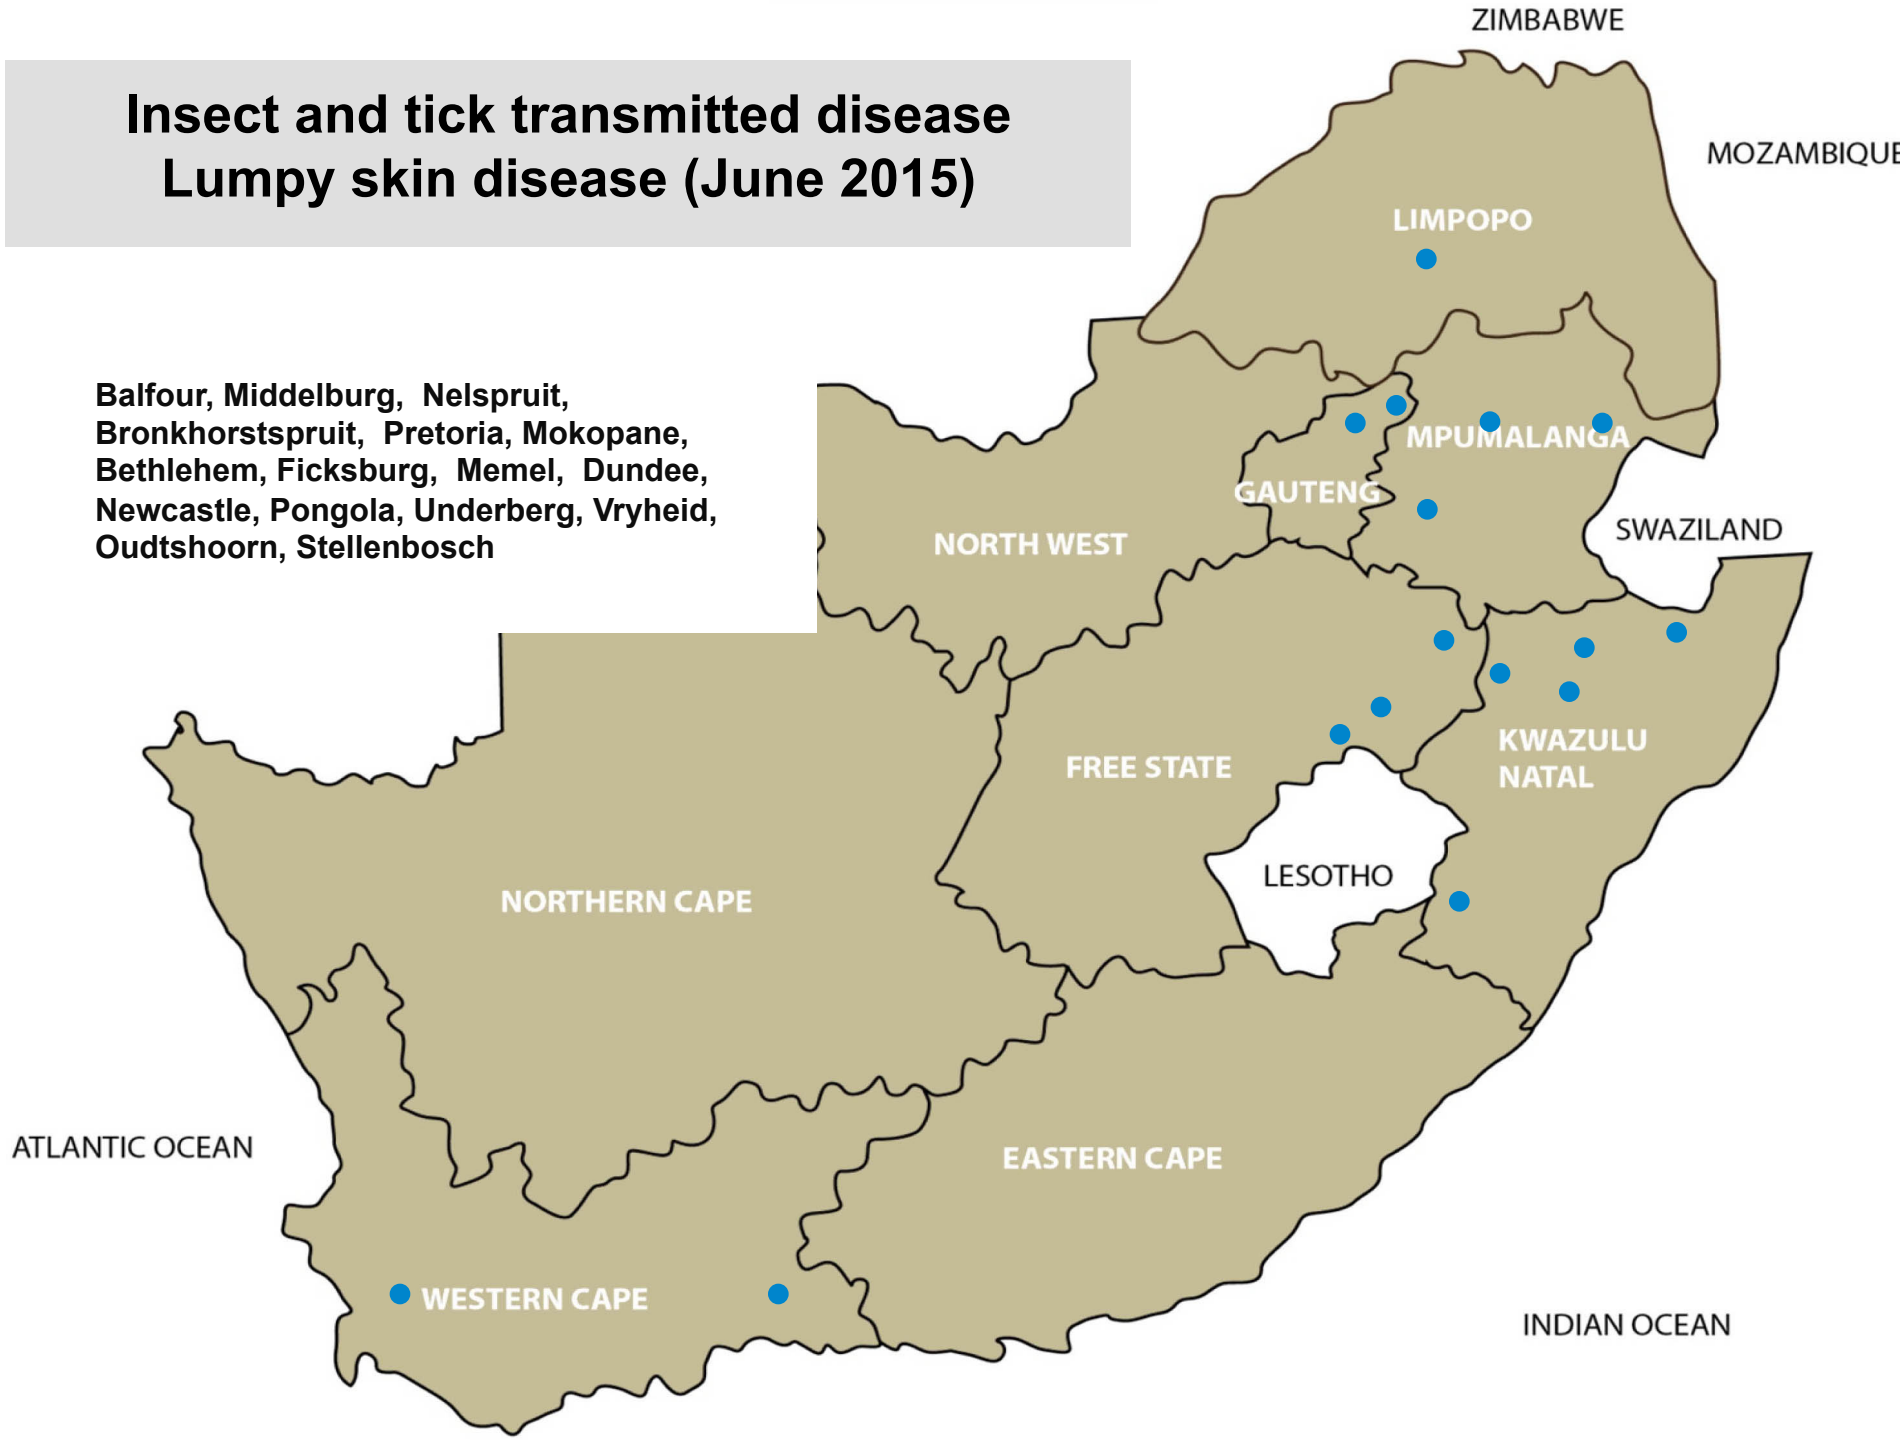 ZIMBABWE
Insect and tick transmitted disease
Lumpy skin disease (June 2015)
MOZAMBIQUE
LIMPOPO
Balfour, Middelburg, Nelspruit,
Bronkhorstspruit, Pretoria, Mokopane,
Bethlehem, Ficksburg, Memel, Dundee,
Newcastle, Pongola, Underberg, Vryheid,
Oudtshoorn, Stellenbosch
MPUMALANGA
GAUTENG
SWAZILAND
NORTH WEST
KWAZULU
NATAL
FREE STATE
LESOTHO
NORTHERN CAPE
ATLANTIC OCEAN
EASTERN CAPE
WESTERN CAPE
INDIAN OCEAN